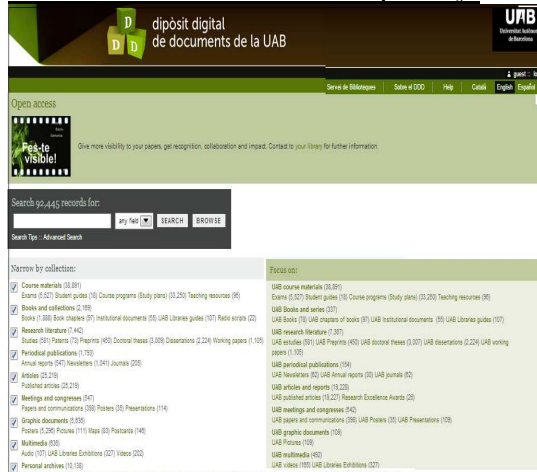 dipòsit digital
de documents de la UAB
D
D D
UAB
Universitat Autònoma
de Barcelona
guest ::
Servei de Biblioteques Sobre el DDD Help Català English Español
Open access
Fes-te
visible!
Give more visibility to your papers, get recognition, collaboration and impact. Contact to your library for further information.
Search 92,445 records for:
any field SEARCH BROWSE
Search Tips :: Advanced Search
Narrow by collection:
Course materials (38,891)
Exams (5,527) Student guides (18) Course programs (Study plans) (33,250) Teaching resources (96)
Books and collections (2,169)
Books (1,888) Book chapters (97) Institutional documents (55) UAB Libraries guides (107) Radio scripts (22)
Research literature (7,442)
Studies (581) Patents (73) Preprints (450) Doctoral theses (3,009) Dissertations (2,224) Working papers (1,105)
Periodical publications (1,793)
Annual reports (547) Newsletters (1,041) Journals (205)
Articles (25,219)
Published articles (25,219)
Meetings and congresses (547)
Papers and communications (398) Posters (35) Presentations (114)
Graphic documents (5,636)
Posters (5,296) Pictures (111) Maps (83) Postcards (146)
Multimedia (636)
Audio (107) UAB Libraries Exhibitions (327) Videos (202)
Personal archives (10,130)
Focus on:
UAB course materials (38,891)
Exams (5,527) Student guides (18) Course programs (Study plans) (33,250) Teaching resources (96)
UAB Books and series (337)
UAB Books (78) UAB chapters of books (97) UAB Institutional documents (55) UAB Libraries guides (107)
UAB research literature (7,367)
UAB estudies (581) UAB Preprints (450) UAB doctoral theses (3,007) UAB dissertations (2,224) UAB working
papers (1,105)
UAB periodical publications (154)
UAB Newsletters (62) UAB Annual reports (30) UAB journals (62)
UAB articles and reports (19,228)
UAB published articles (19,227) Research Excellence Awards (26)
UAB meetings and congresses (542)
UAB papers and communications (398) UAB Posters (35) UAB Presentations (109)
UAB graphic documents (109)
UAB Pictures (109)
UAB multimedia (492)
UAB videos (165) UAB Libraries Exhibitions (327)